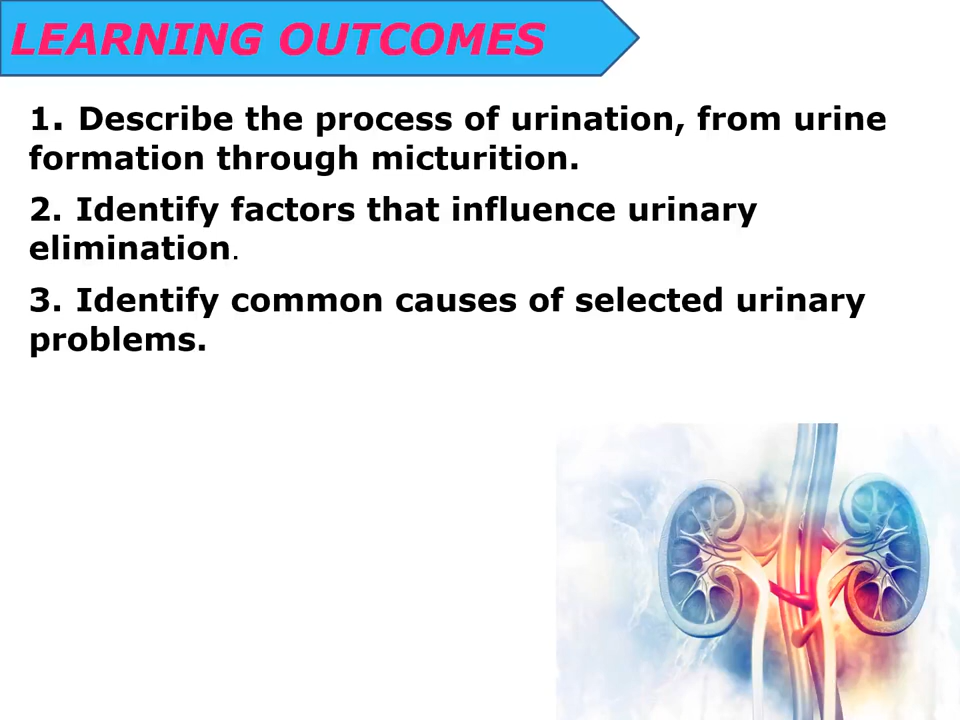 LEARNING OUTCOMES
1. Describe the process of urination, from urine
formation through micturition.
2. Identify factors that influence urinary
elimination.
3. Identify common causes of selected urinary
problems.